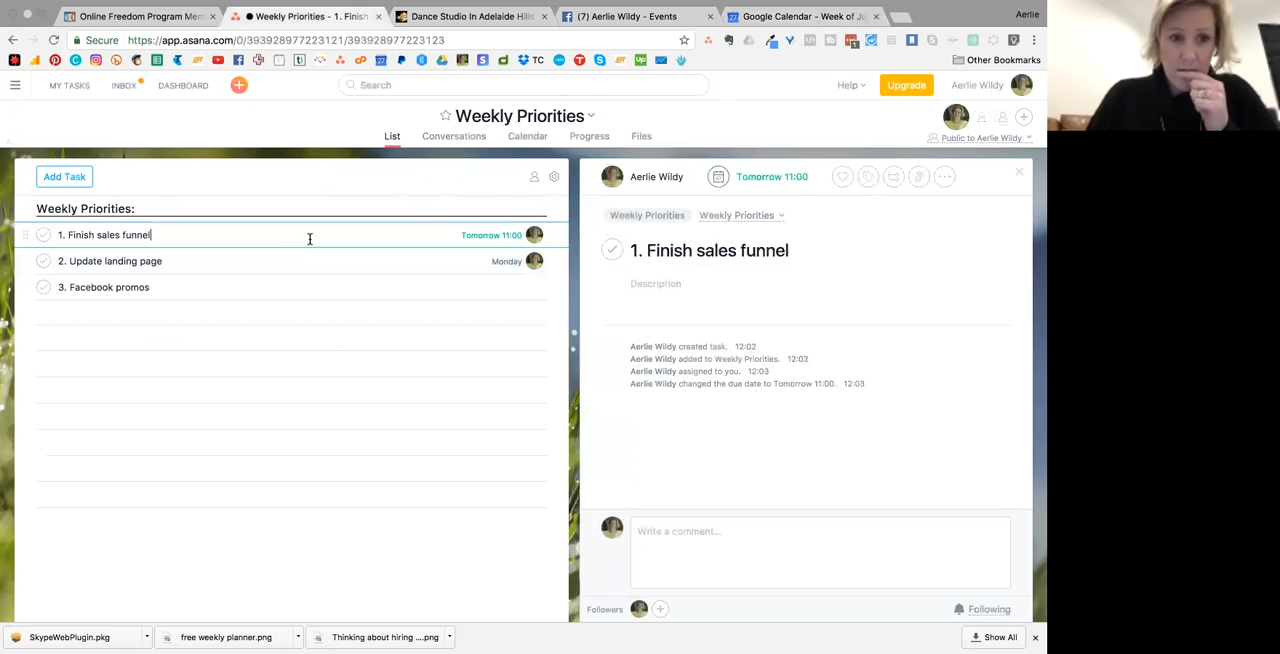 Online Freedom Program Mem
Weekly Priorities - 1. Finish
Dance Studio In Adelaide Hills
(7) Aerlie Wildy - Events
Google Calendar - Week of Ju
Aerlie
Secure
https://app.asana.com/0/393928977223121/393928977223123
TC
Other Bookmarks
MY TASKS
INBOX
DASHBOARD
Search
Help
Upgrade
Aerlie Wildy
Weekly Priorities
List
Conversations
Calendar
Progress
Files
Public to Aerlie Wildy
Add Task
Weekly Priorities:
1. Finish sales funnel
Tomorrow 11:00
2. Update landing page
Monday
3. Facebook promos
Aerlie Wildy
Tomorrow 11:00
Weekly Priorities
Weekly Priorities
1. Finish sales funnel
Description
Aerlie Wildy created task. 12:02
Aerlie Wildy added to Weekly Priorities. 12:02
Aerlie Wildy assigned to you. 12:03
Aerlie Wildy changed the due date to Tomorrow 11:00. 12:03
Write a comment...
Followers
Following
SkypeWebPlugin.pkg
free weekly planner.png
Thinking about hiring ....png
Show All